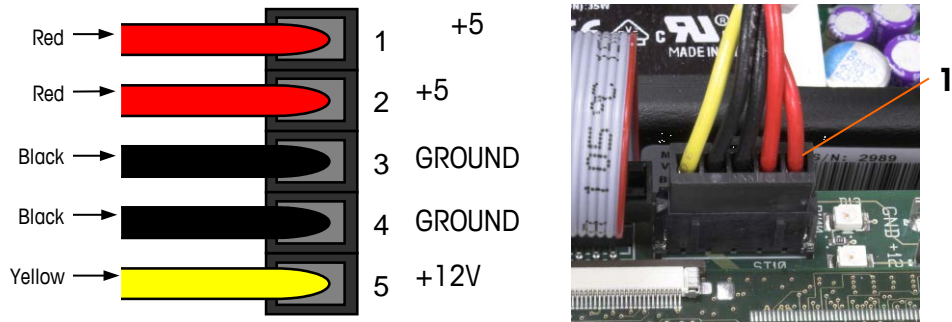 Red
1
+5
Red
2
+5
Black
3
GROUND
Black
4
GROUND
Yellow
5
+12V
c
®
MADE IN
1
S/N: 2989
GND +12
ST10